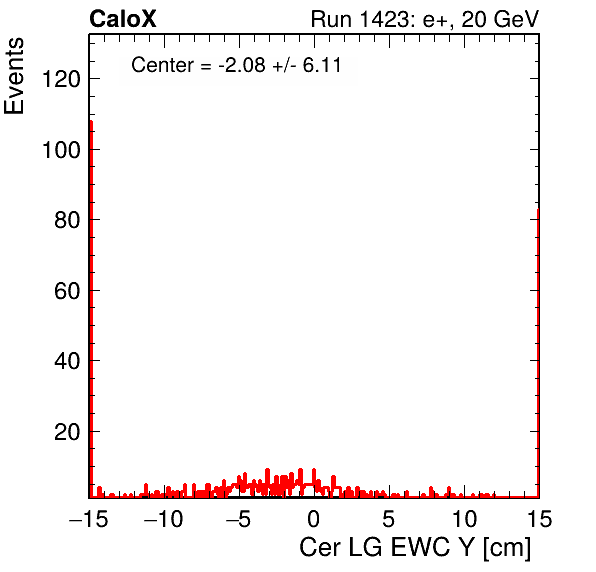 CaloX Run 1423: e+, 20 GeV
Center = -2.08 +/- 6.11
Events
120
100
80
60
40
20
−15 −10 −5 0 5 10 15
Cer LG EWC Y [cm]